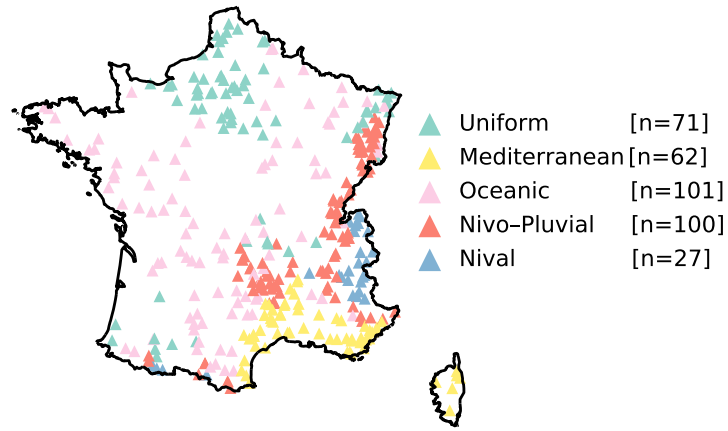 Uniform [n=71]
Mediterranean [n=62]
Oceanic [n=101]
Nivo–Pluvial [n=100]
Nival [n=27]